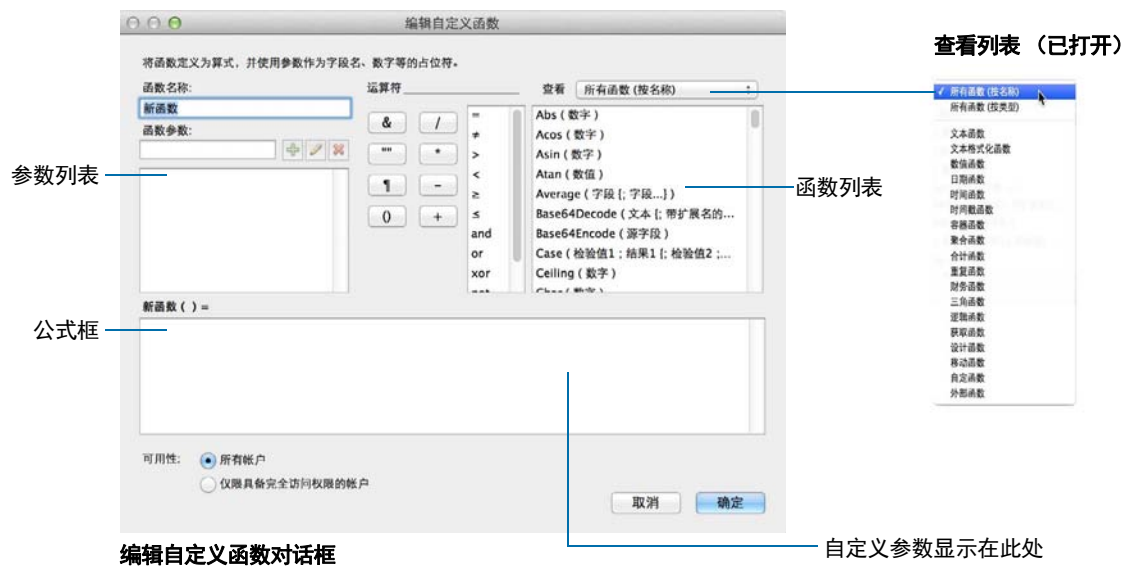 编辑自定义函数
将函数定义为算式，并使用参数作为字段名、数字等的占位符。
函数名称:
新函数
函数参数:
运算符
& /
"" *
¶ -
() +
=
≠
>
<
≥
≤
and
or
xor
not
查看 所有函数 (按名称)
Abs ( 数字 )
Acos ( 数字 )
Asin ( 数字 )
Atan ( 数值 )
Average ( 字段 {; 字段...} )
Base64Decode ( 文本 {; 带扩展名的...
Base64Encode ( 源字段 )
Case ( 检验值1 ; 结果1 {; 检验值2 ;...
Ceiling ( 数字 )
Char ( 数字 )
新函数 ( ) =
可用性:
所有帐户
仅限具备完全访问权限的帐户
取消
确定
参数列表
公式框
函数列表
自定义参数显示在此处
编辑自定义函数对话框
查看列表 （已打开）
✓ 所有函数 (按名称)
所有函数 (按类型)
文本函数
文本格式化函数
数值函数
日期函数
时间函数
时间戳函数
容器函数
聚合函数
合计函数
重复函数
财务函数
三角函数
逻辑函数
获取函数
设计函数
移动函数
自定函数
外部函数